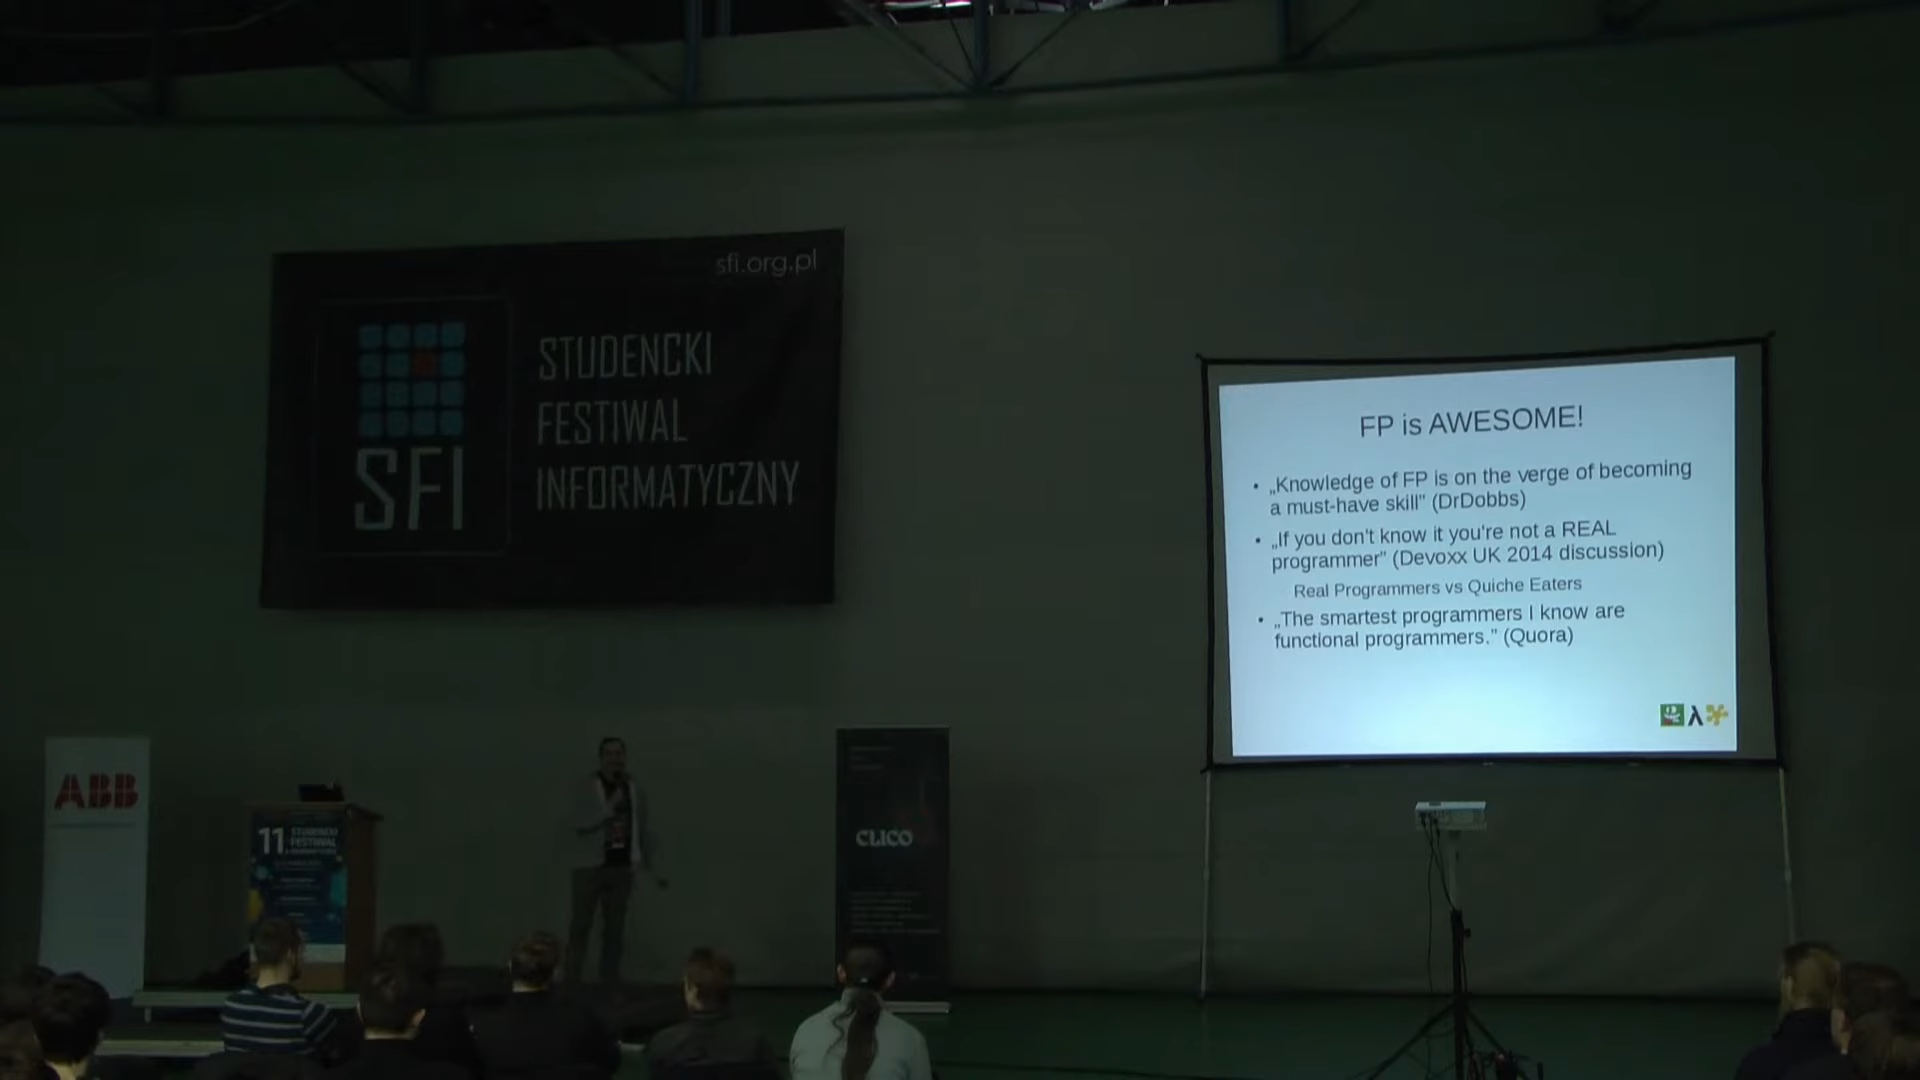 sfi.org.pl
STUDENCKI
FESTIWAL
INFORMATYCZNY
SFI
FP is AWESOME!
• „Knowledge of FP is on the verge of becoming
a must-have skill" (DrDobbs)
• „If you don't know it you're not a REAL
programmer" (Devoxx UK 2014 discussion)
Real Programmers vs Quiche Eaters
• „The smartest programmers I know are
functional programmers." (Quora)
λ
ABB
11 STUDENCKI
FESTIWAL
CLICO